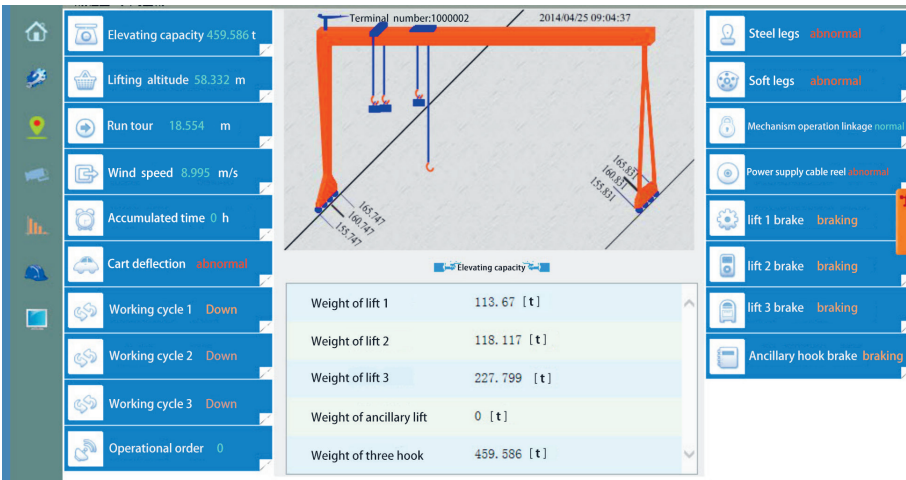 Elevating capacity 459.586 t
Lifting altitude 58.332 m
Run tour 18.554 m
Wind speed 8.995 m/s
Accumulated time 0 h
Cart deflection abnormal
Working cycle 1 Down
Working cycle 2 Down
Working cycle 3 Down
Operational order 0
Terminal number:1000002 2014/04/25 09:04:37
165.747
160.747
155.747
165.831
160.831
155.831
Elevating capacity
Weight of lift 1 113.67 [t]
Weight of lift 2 118.117 [t]
Weight of lift 3 227.799 [t]
Weight of ancillary lift 0 [t]
Weight of three hook 459.586 [t]
Steel legs abnormal
Soft legs abnormal
Mechanism operation linkage normal
Power supply cable reel abnormal
lift 1 brake braking
lift 2 brake braking
lift 3 brake braking
Ancillary hook brake braking